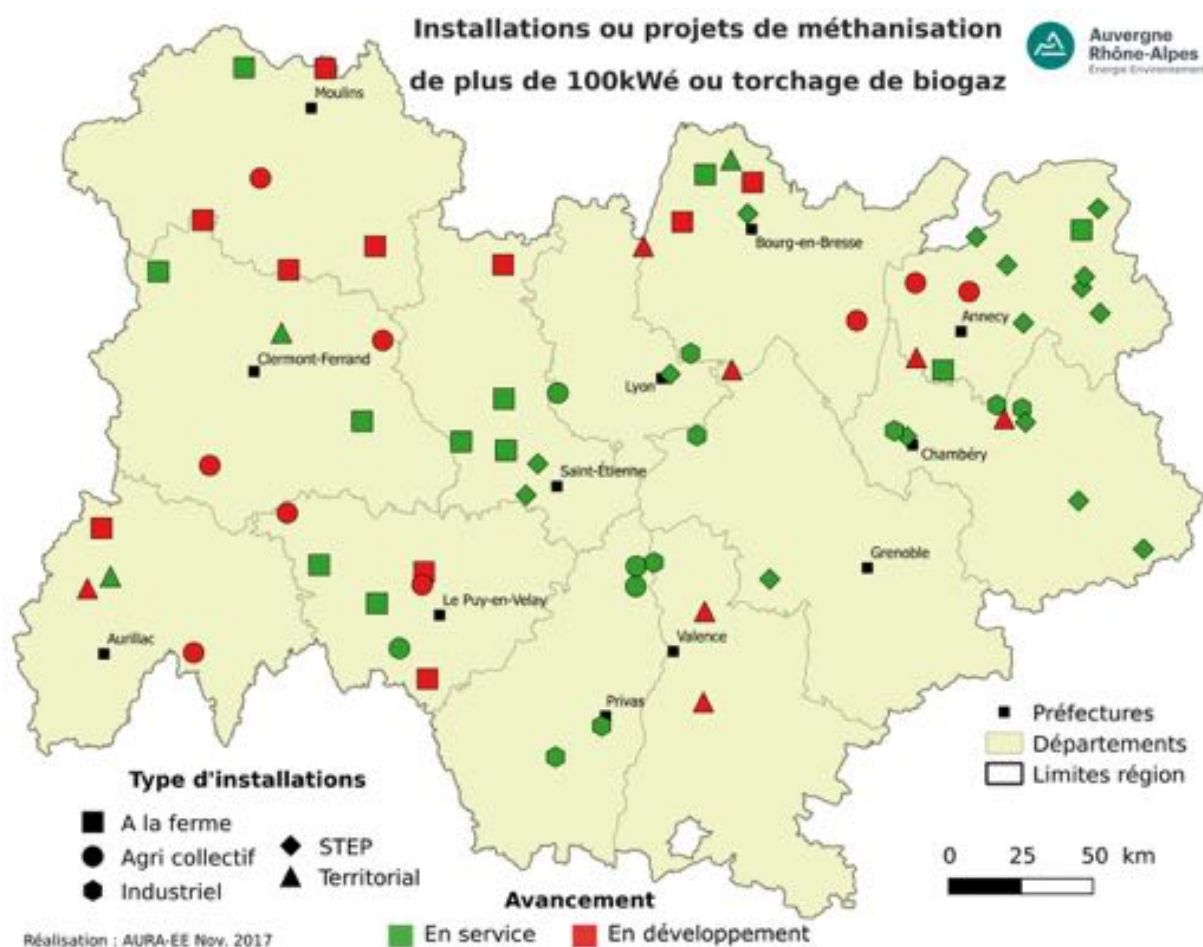 Installations ou projets de méthanisation
de plus de 100kWé ou torchage de biogaz
Auvergne
Rhône-Alpes
Energie Environnement
Moulins
Bourg-en-Bresse
Annecy
Clermont-Ferrand
Lyon
Chambéry
Saint-Étienne
Grenoble
Le Puy-en-Velay
Aurillac
Valence
Privas
Préfectures
Départements
Limites région
Type d'installations
A la ferme
Agri collectif
Industriel
STEP
Territorial
0 25 50 km
Avancement
En service
En développement
Réalisation : AURA-EE Nov. 2017